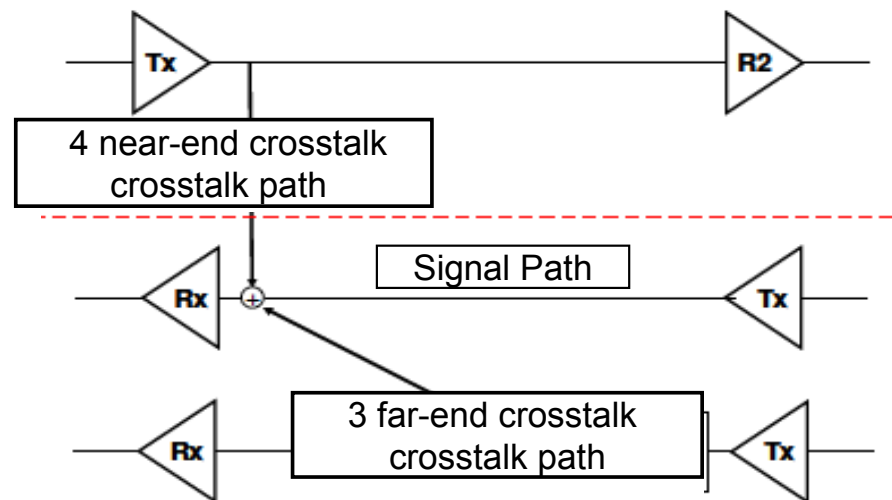 Tx
R2
4 near-end crosstalk
crosstalk path
Signal Path
Rx
+
Tx
3 far-end crosstalk
crosstalk path
Rx
Tx